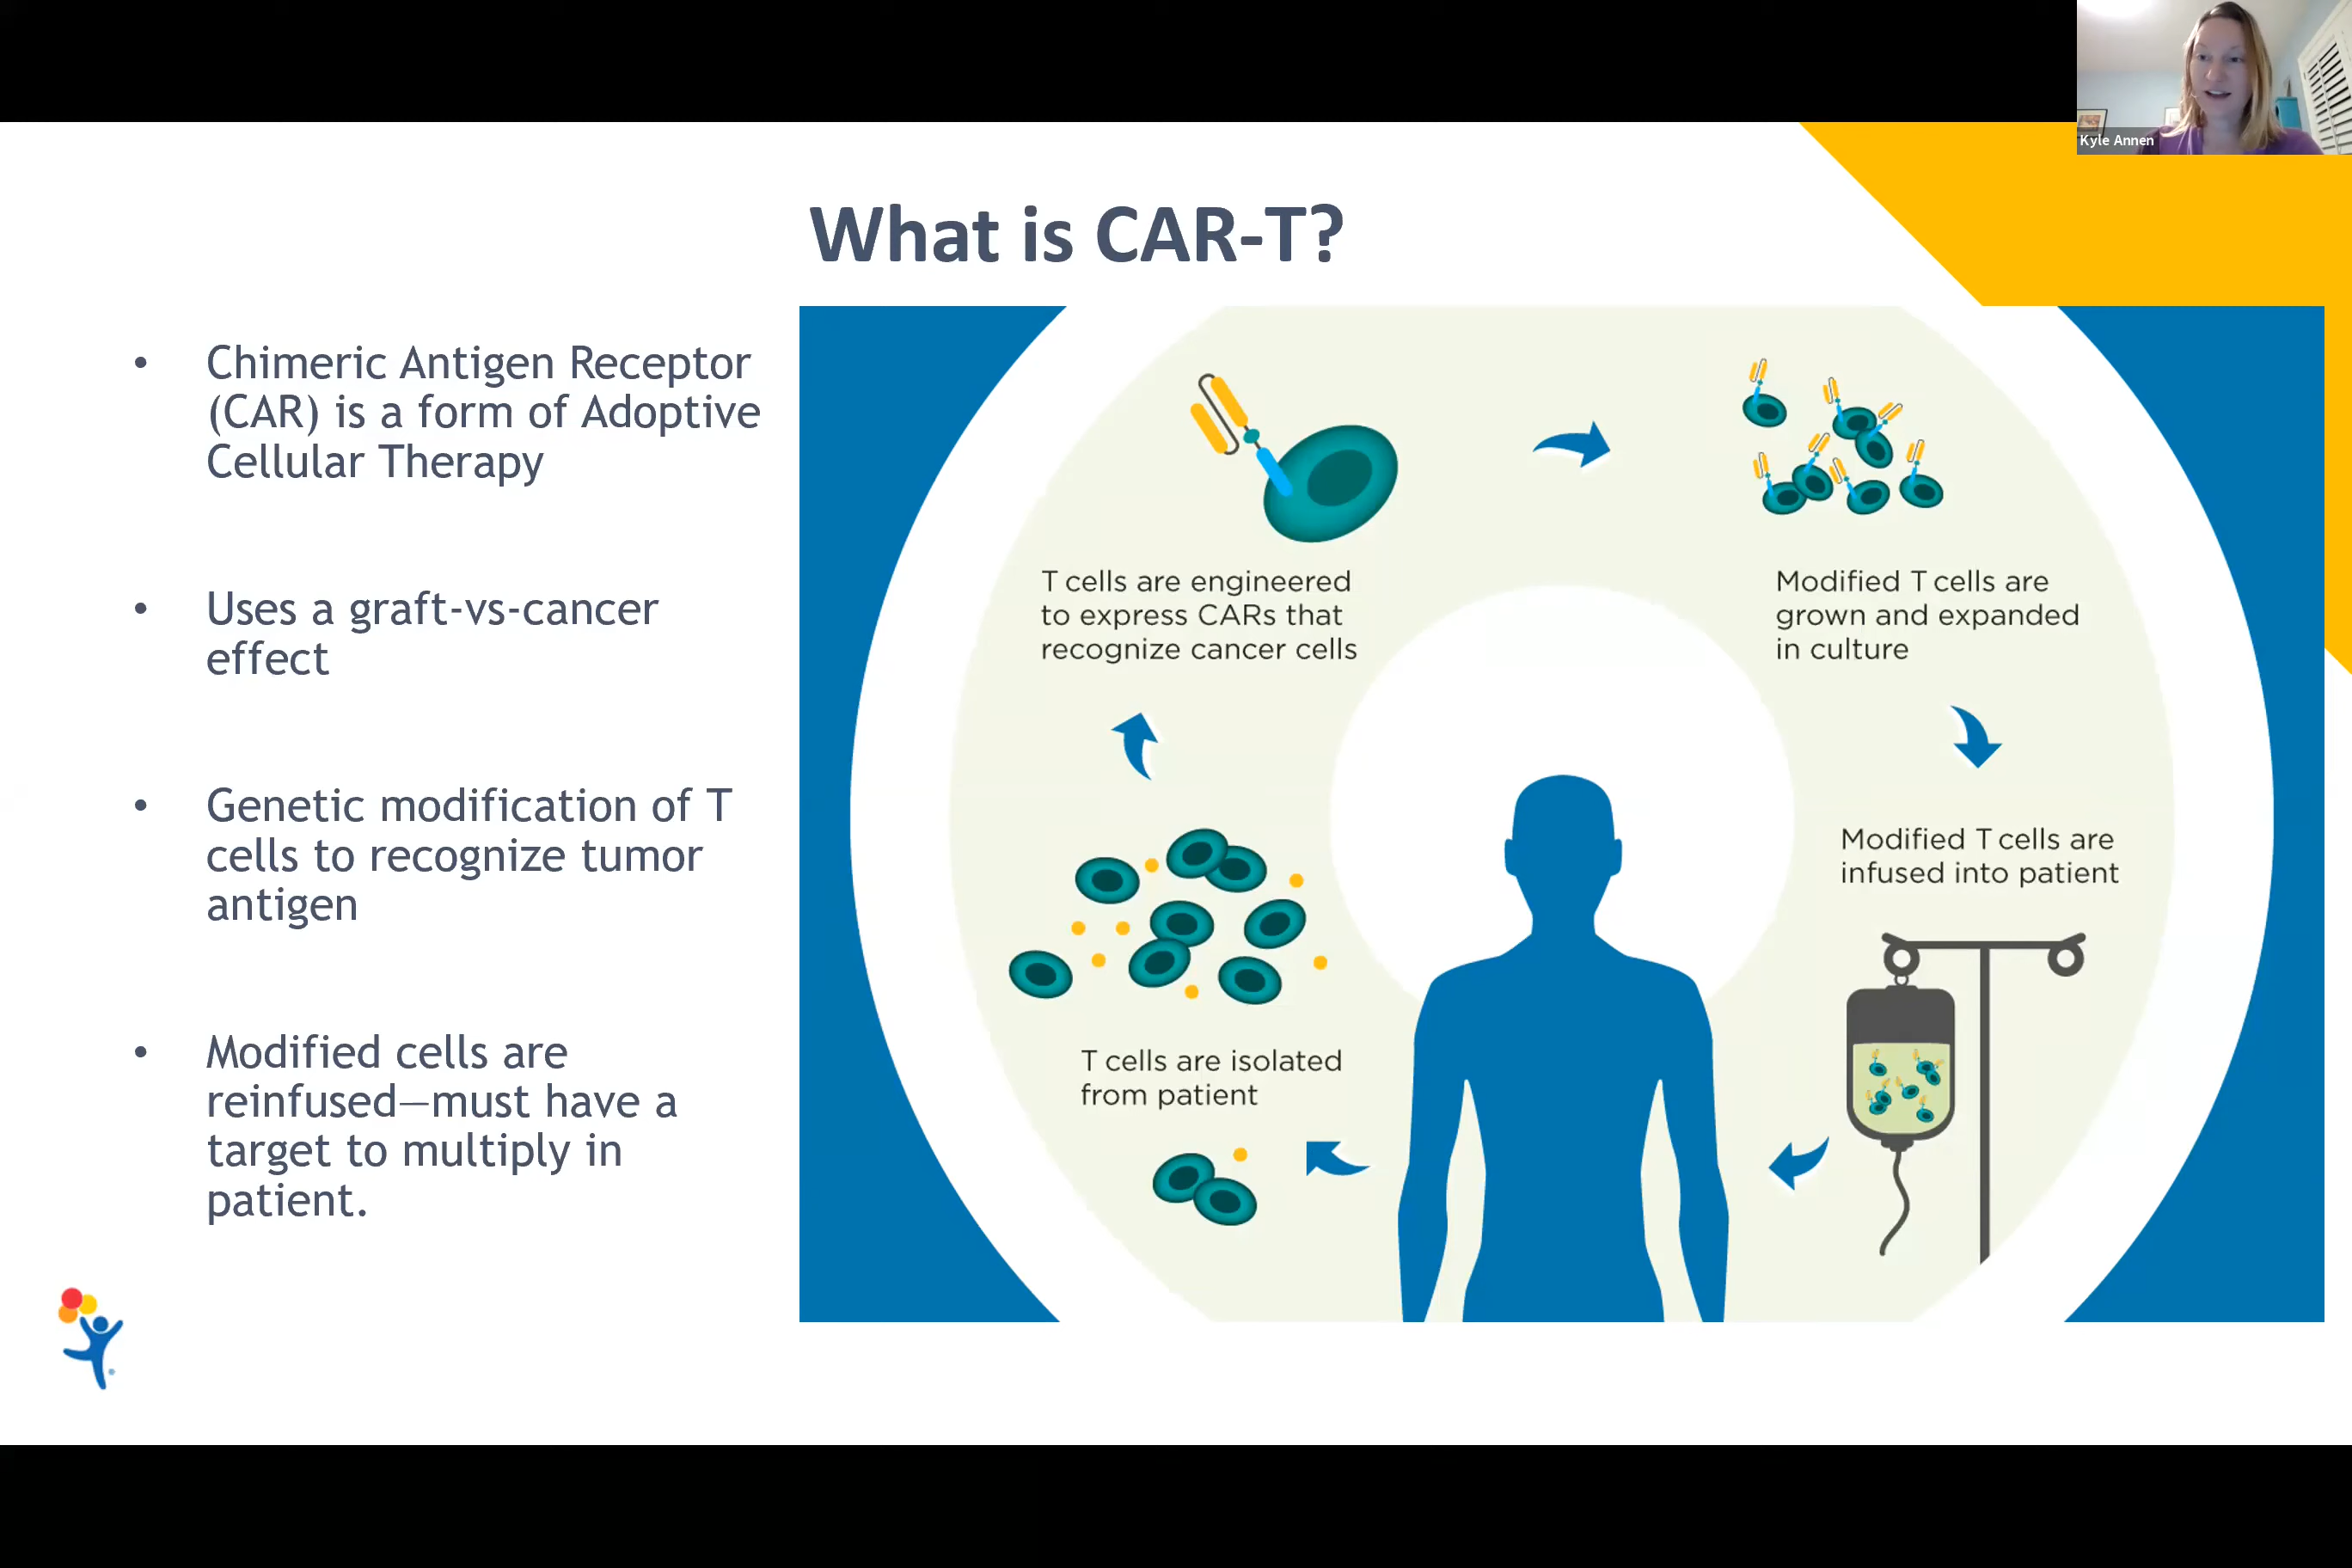 Kyle Annen
What is CAR-T?
• Chimeric Antigen Receptor
(CAR) is a form of Adoptive
Cellular Therapy
• Uses a graft-vs-cancer
effect
• Genetic modification of T
cells to recognize tumor
antigen
• Modified cells are
reinfused—must have a
target to multiply in
patient.
T cells are engineered
to express CARs that
recognize cancer cells
Modified T cells are
grown and expanded
in culture
Modified T cells are
infused into patient
T cells are isolated
from patient